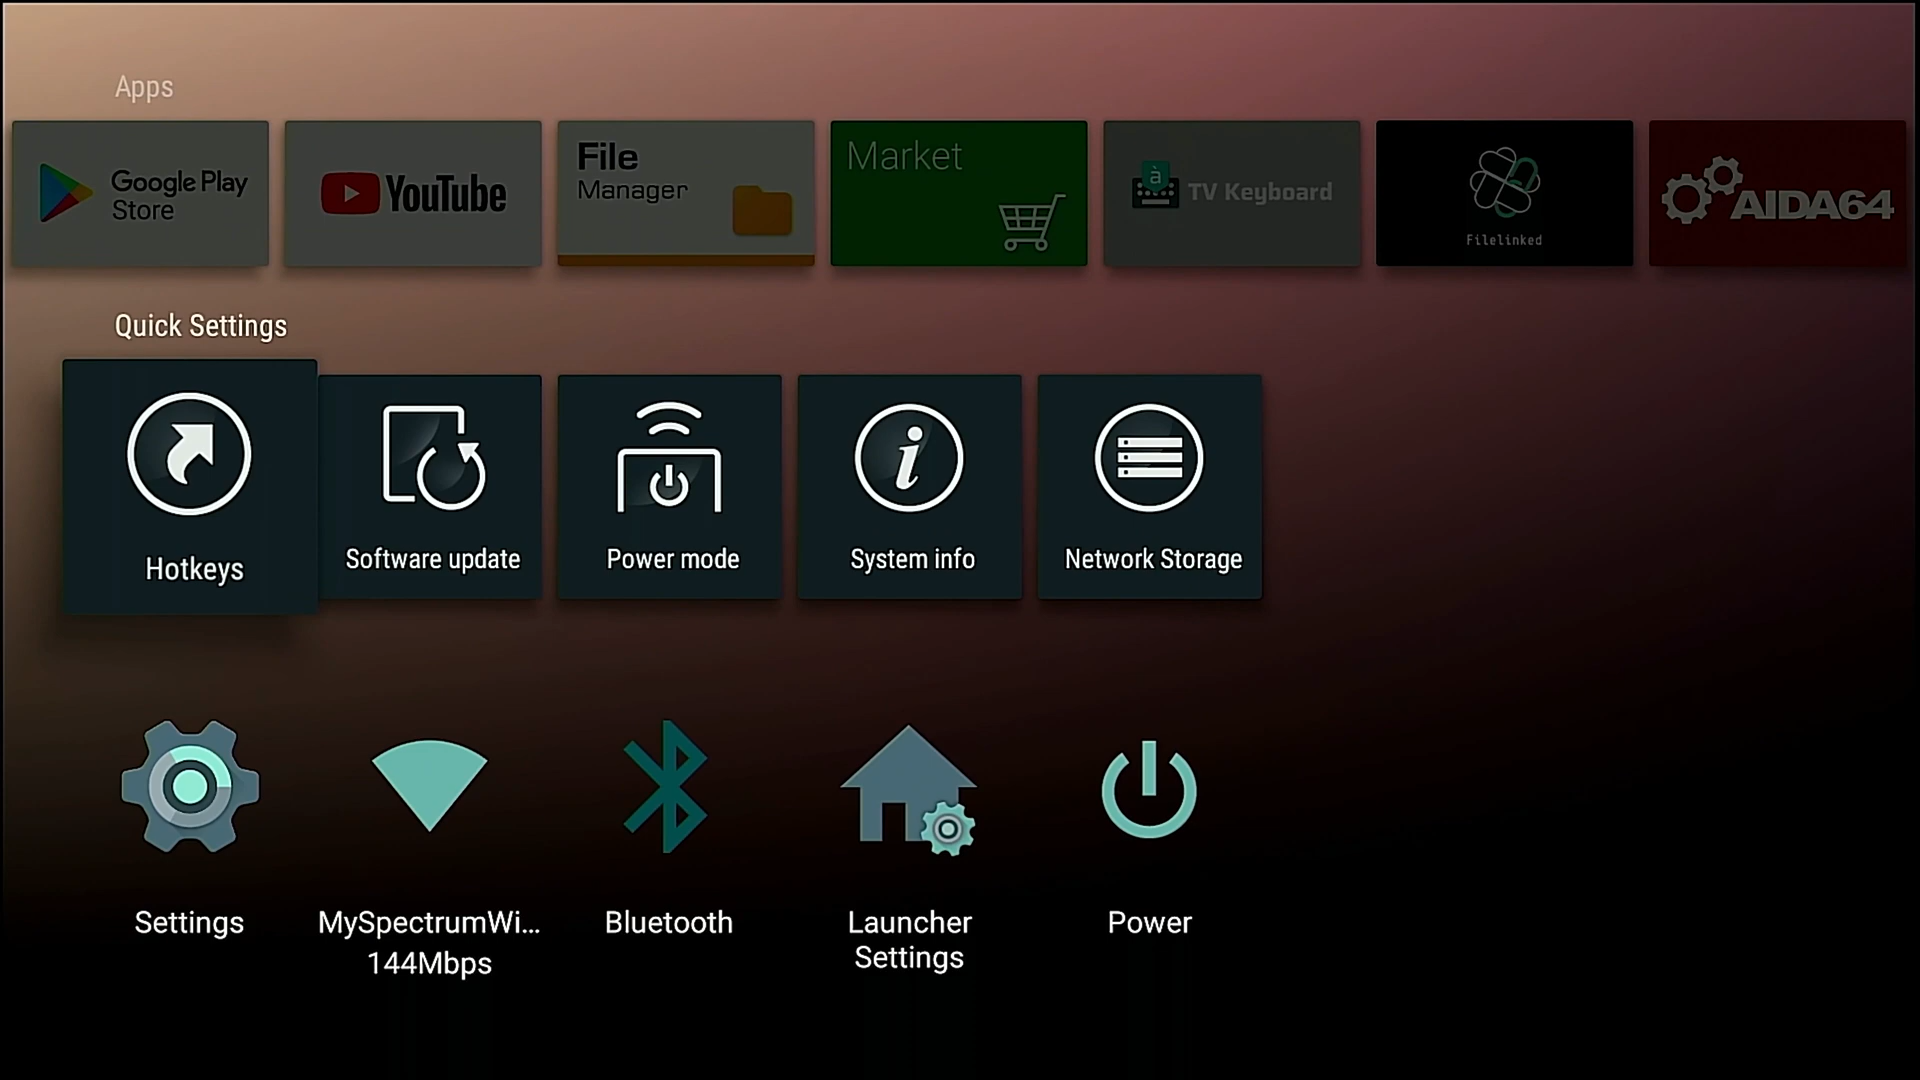 Apps
Google Play
Store
YouTube
File
Manager
Market
à
TV Keyboard
Filelinked
AIDA64
Quick Settings
Hotkeys
Software update
Power mode
System info
Network Storage
Settings
MySpectrumWi...
144Mbps
Bluetooth
Launcher
Settings
Power